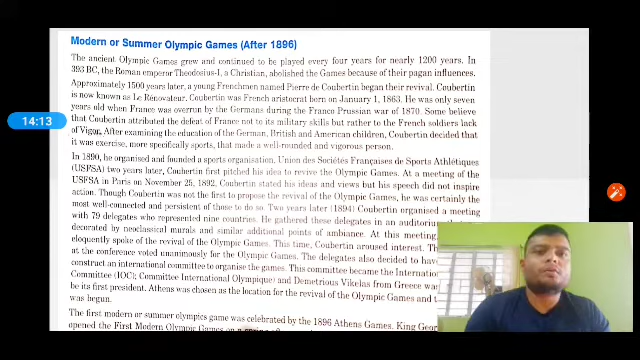 Modern or Summer Olympic Games (After 1896)
The ancient Olympic Games grew and continued to be played every four years for nearly 1200 years. In
393 BC, the Roman emperor Theodosius-I, a Christian, abolished the Games because of their pagan influences.
Approximately 1500 years later, a young Frenchmen named Pierre de Coubertin began their revival. Coubertin
is now known as Le Rénovateur. Coubertin was French aristocrat born on January 1, 1863. He was only seven
years old when France was overrun by the Germans during the Franco Prussian war of 1870. Some believe
14:13
that Coubertin attributed the defeat of France not to its military skills but rather to the French soldiers lack
of Vigor. After examining the education of the German, British and American children, Coubertin decided that
it was exercise, more specifically sports, that made a well-rounded and vigorous person.
In 1890, he organised and founded a sports organisation, Union des Sociétés Françaises de Sports Athlétiques
(USFSA) two years later, Coubertin first pitched his idea to revive the Olympic Games. At a meeting of the
USFSA in Paris on November 25, 1892, Coubertin stated his ideas and views but his speech did not inspire
action. Though Coubertin was not the first to propose the revival of the Olympic Games, he was certainly the
most well-connected and persistent of those to do so. Two years later (1894) Coubertin organised a meeting
with 79 delegates who represented nine countries. He gathered these delegates in an auditorium
decorated by neoclassical murals and similar additional points of ambiance. At this meeting,
eloquently spoke of the revival of the Olympic Games. This time, Coubertin aroused interest.
at the conference voted unanimously for the Olympic Games. The delegates also decided to have
construct an international committee to organise the games. This committee became the
Committee (IOC; Committee International Olympique) and Demetrious Vikelas from Greece was
be its first president. Athens was chosen as the location for the revival of the Olympic Games and
was begun.
The first modern or summer olympics game was celebrated by the 1896 Athens Games. King
opened the First Modern Olympic Games on a